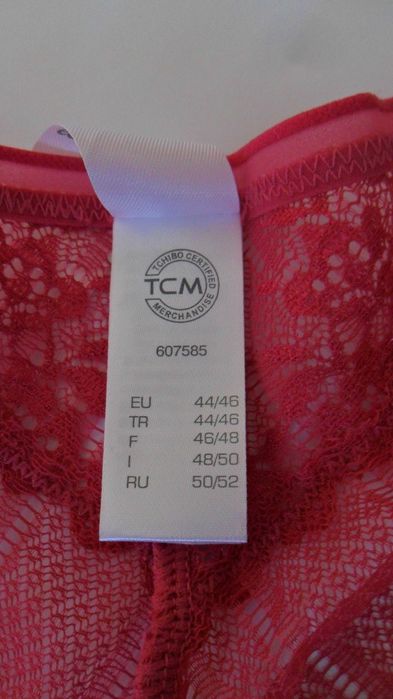 TCHIBO CERTIFIED
TCM
MERCHANDISE
607585
EU 44/46
TR 44/46
F 46/48
I 48/50
RU 50/52